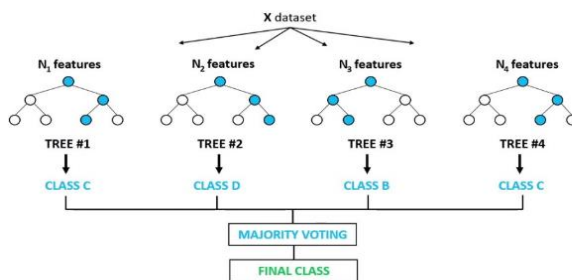 X dataset
N₁ features
N₂ features
N₃ features
N₄ features
TREE #1
TREE #2
TREE #3
TREE #4
CLASS C
CLASS D
CLASS B
CLASS C
MAJORITY VOTING
FINAL CLASS